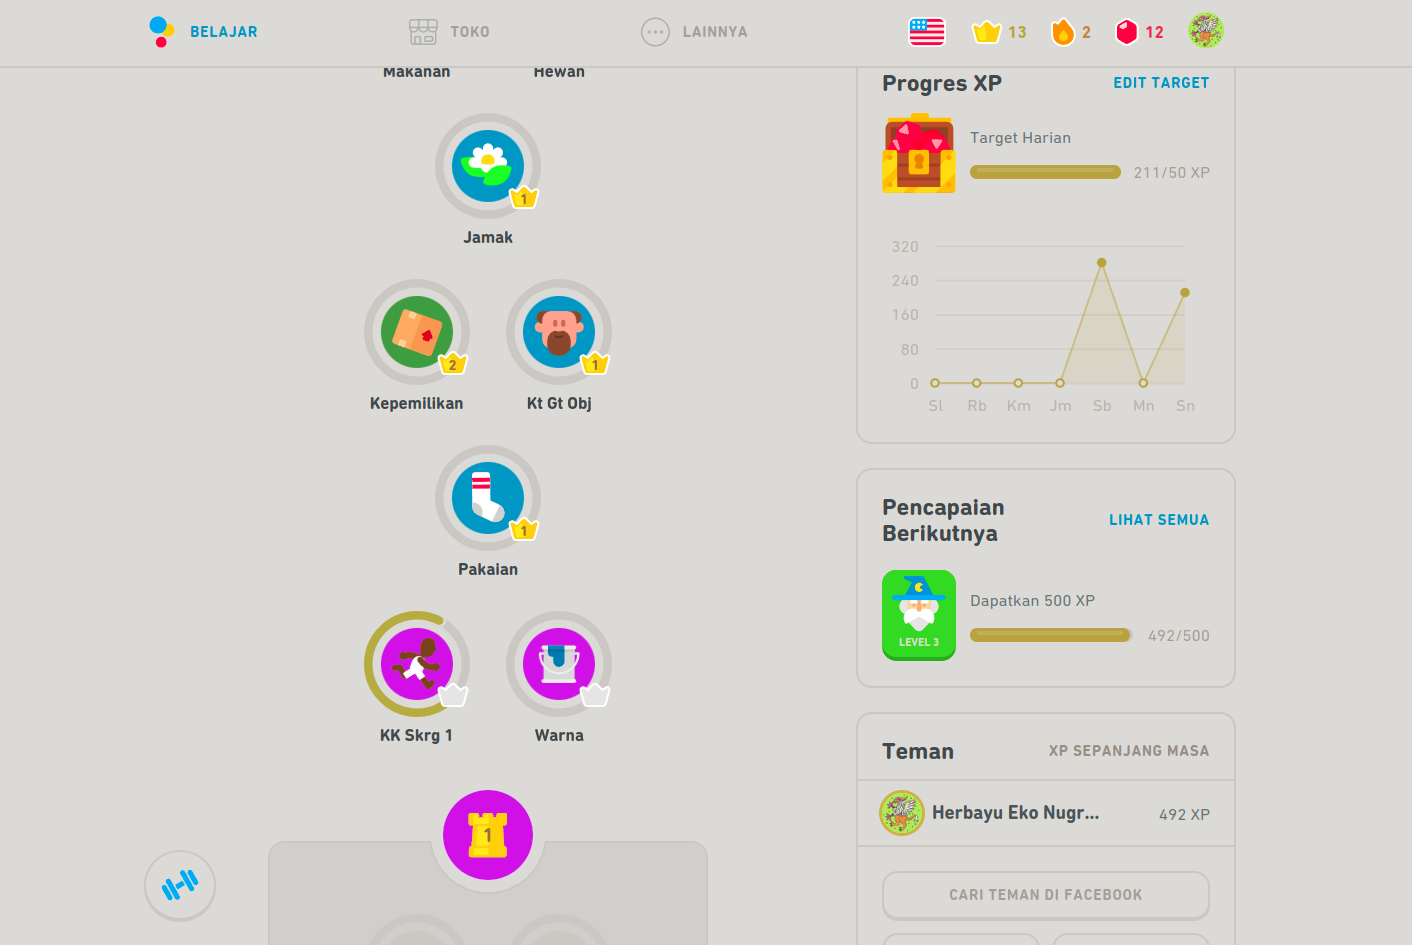 BELAJAR
TOKO
LAINNYA
13
2
12
Makanan
Hewan
Jamak
1
Kepemilikan
2
Kt Gt Obj
1
Pakaian
1
KK Skrg 1
Warna
1
Progres XP
EDIT TARGET
Target Harian
211/50 XP
320
240
160
80
0
Sl Rb Km Jm Sb Mn Sn
Pencapaian
Berikutnya
LIHAT SEMUA
LEVEL 3
Dapatkan 500 XP
492/500
Teman
XP SEPANJANG MASA
Herbayu Eko Nugr...
492 XP
CARI TEMAN DI FACEBOOK